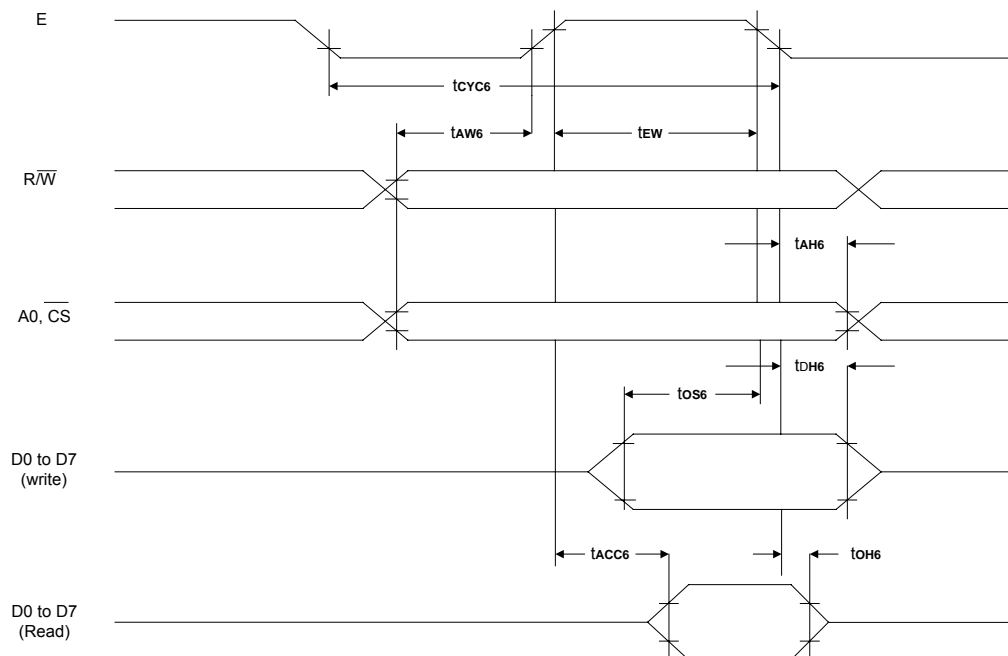 E
tCYC6
tAW6
tEW
R/W
tAH6
A0, CS
tDH6
tOS6
D0 to D7
(write)
tACC6
tOH6
D0 to D7
(Read)